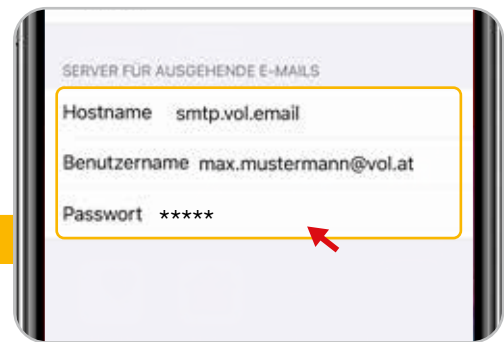 SERVER FÜR AUSGEHENDE E-MAILS
Hostname smtp.vol.email
Benutzername max.mustermann@vol.at
Passwort *****